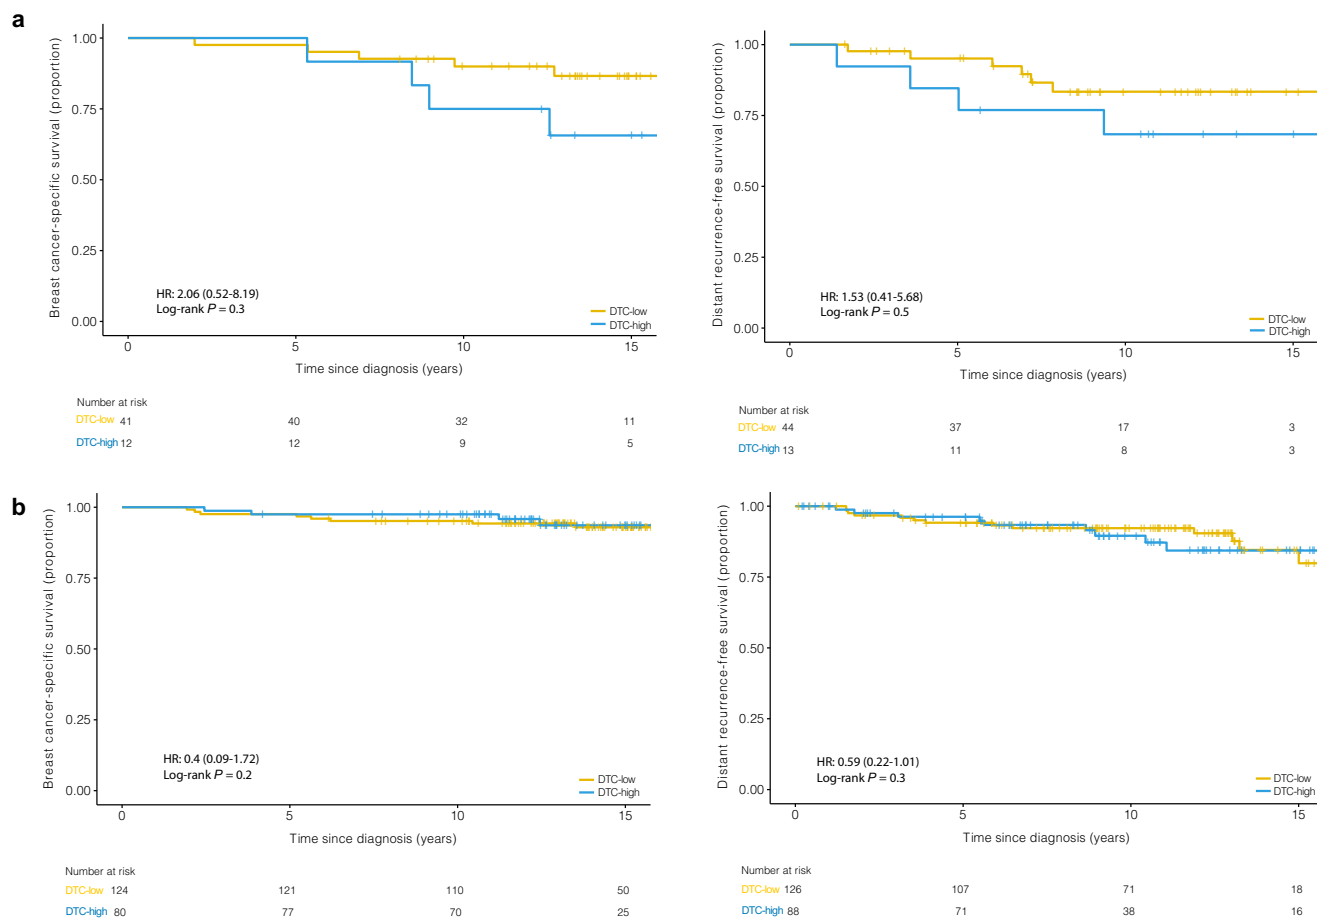 a
Breast cancer-specific survival (proportion)
1.00
0.75
0.50
0.25
0.00
HR: 2.06 (0.52-8.19)
Log-rank P = 0.3
DTC-low
DTC-high
0 5 10 15
Time since diagnosis (years)
Number at risk
DTC-low 41 40 32 11
DTC-high 12 12 9 5
Distant recurrence-free survival (proportion)
1.00
0.75
0.50
0.25
0.00
HR: 1.53 (0.41-5.68)
Log-rank P = 0.5
DTC-low
DTC-high
0 5 10 15
Time since diagnosis (years)
Number at risk
DTC-low 44 37 17 3
DTC-high 13 11 8 3
b
Breast cancer-specific survival (proportion)
1.00
0.75
0.50
0.25
0.00
HR: 0.4 (0.09-1.72)
Log-rank P = 0.2
DTC-low
DTC-high
0 5 10 15
Time since diagnosis (years)
Number at risk
DTC-low 124 121 110 50
DTC-high 80 77 70 25
Distant recurrence-free survival (proportion)
1.00
0.75
0.50
0.25
0.00
HR: 0.59 (0.22-1.01)
Log-rank P = 0.3
DTC-low
DTC-high
0 5 10 15
Time since diagnosis (years)
Number at risk
DTC-low 126 107 71 18
DTC-high 88 71 38 16